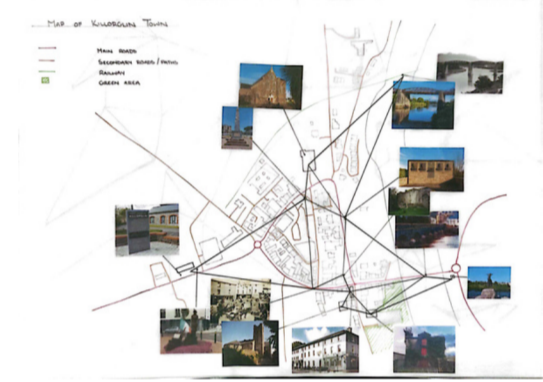 MAP OF KILLORGLIN TOWN
MAIN ROADS
SECONDARY ROADS / PATHS
RAILWAY
GREEN AREA